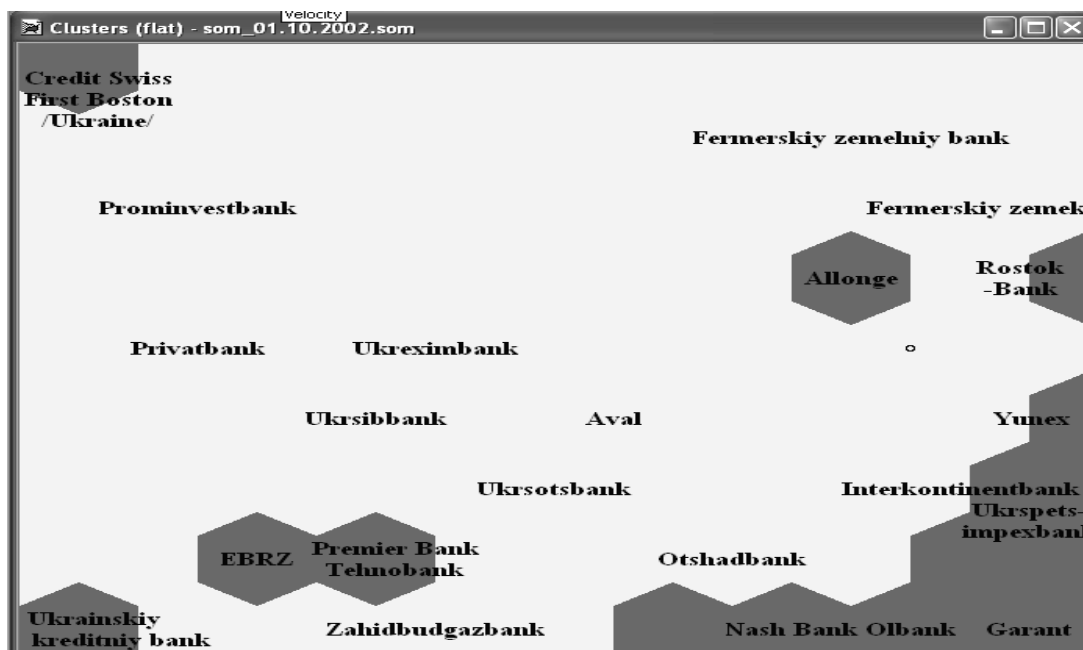 Velocity
Clusters (flat) - som_01.10.2002.som
Credit Swiss
First Boston
/Ukraine/
Fermerskiy zemelniy bank
Prominvestbank
Fermerskiy zemek
Allonge
Rostok
-Bank
Privatbank
Ukreximbank
Ukrsibbank
Aval
Yunex
Ukrsotsbank
Interkontinentbank
Ukrspets-
impexbank
EBRZ
Premier Bank
Tehnobank
Otshadbank
Ukrainskiy
kreditniy bank
Zahidbudgazbank
Nash Bank Olbank
Garant